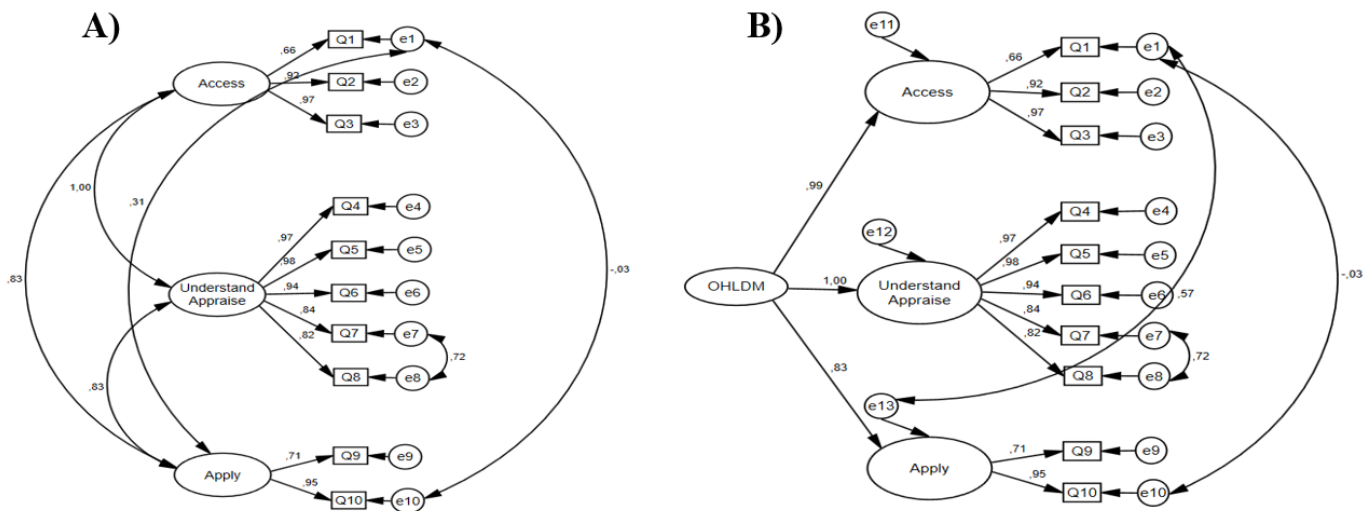 A)
Access
,66
,92
,97
Q1
e1
Q2
e2
Q3
e3
1,00
,31
,83
-,03
Understand
Appraise
,97
,98
,94
,84
,82
Q4
e4
Q5
e5
Q6
e6
Q7
e7
Q8
e8
,72
,83
Apply
,71
,95
Q9
e9
Q10
e10
B)
e11
Access
,66
,92
,97
Q1
e1
Q2
e2
Q3
e3
,99
OHLDM
1,00
,83
e12
Understand
Appraise
,97
,98
,94
,84
,82
Q4
e4
Q5
e5
Q6
e6
,57
Q7
e7
Q8
e8
,72
-,03
e13
Apply
,71
,95
Q9
e9
Q10
e10